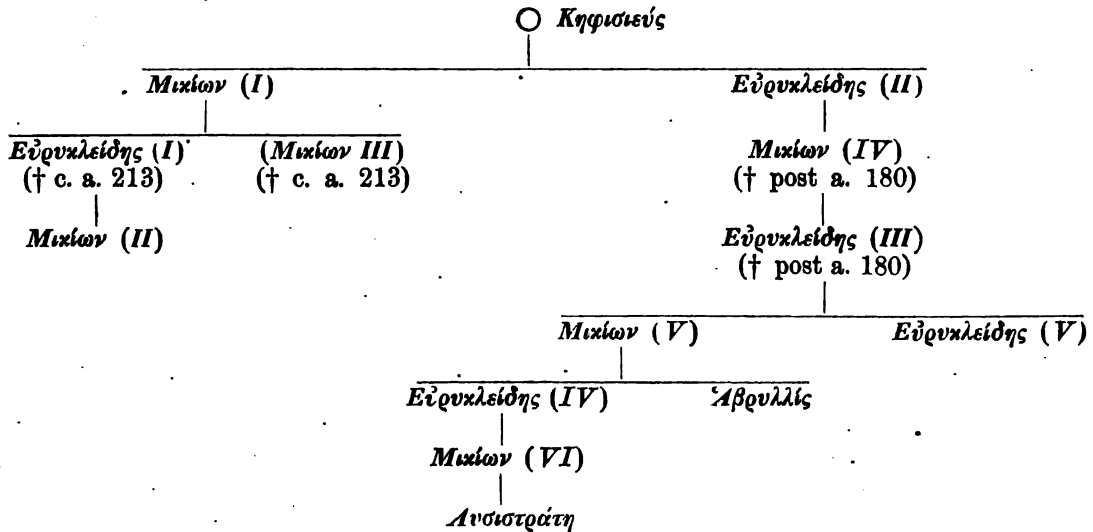 Κηφισιεύς
Μικίων (I) Εὐρυκλείδης (II)
Εὐρυκλείδης (I) (Μικίων III) Μικίων (IV)
(† c. a. 213) († c. a. 213) († post a. 180)
Μικίων (II) Εὐρυκλείδης (III)
(† post a. 180)
Μικίων (V) Εὐρυκλείδης (V)
Εὐρυκλείδης (IV) Ἁβρυλλίς
Μικίων (VI)
Λυσιστράτη